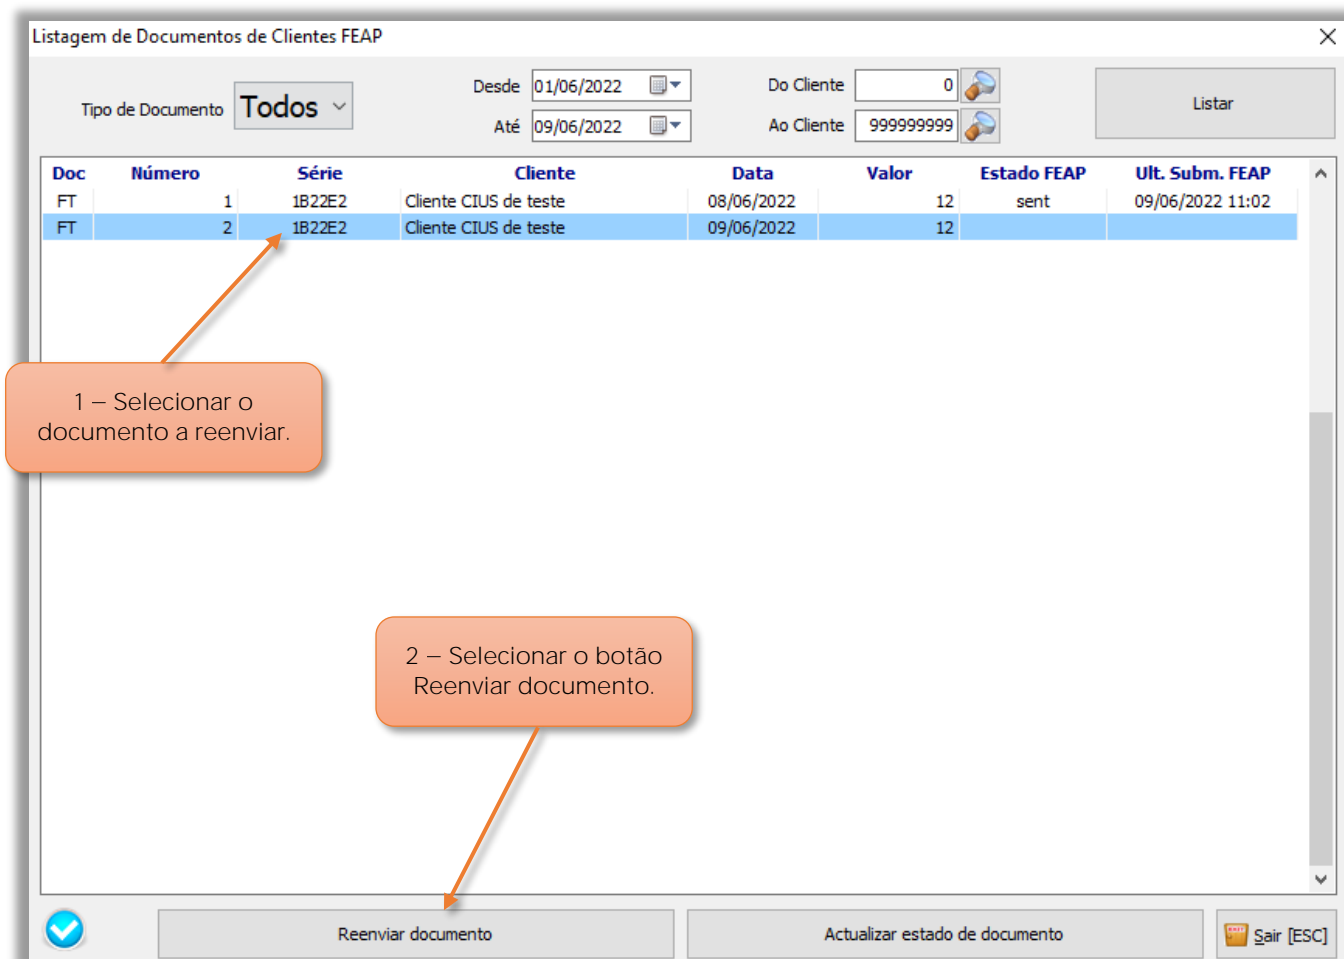 Listagem de Documentos de Clientes FEAP
Tipo de Documento Todos
Desde 01/06/2022
Até 09/06/2022
Do Cliente 0
Ao Cliente 999999999
Listar
Doc Número Série Cliente Data Valor Estado FEAP Ult. Subm. FEAP
FT 1 1B22E2 Cliente CIUS de teste 08/06/2022 12 sent 09/06/2022 11:02
FT 2 1B22E2 Cliente CIUS de teste 09/06/2022 12
1 – Selecionar o
documento a reenviar.
2 – Selecionar o botão
Reenviar documento.
Reenviar documento
Actualizar estado de documento
Sair [ESC]